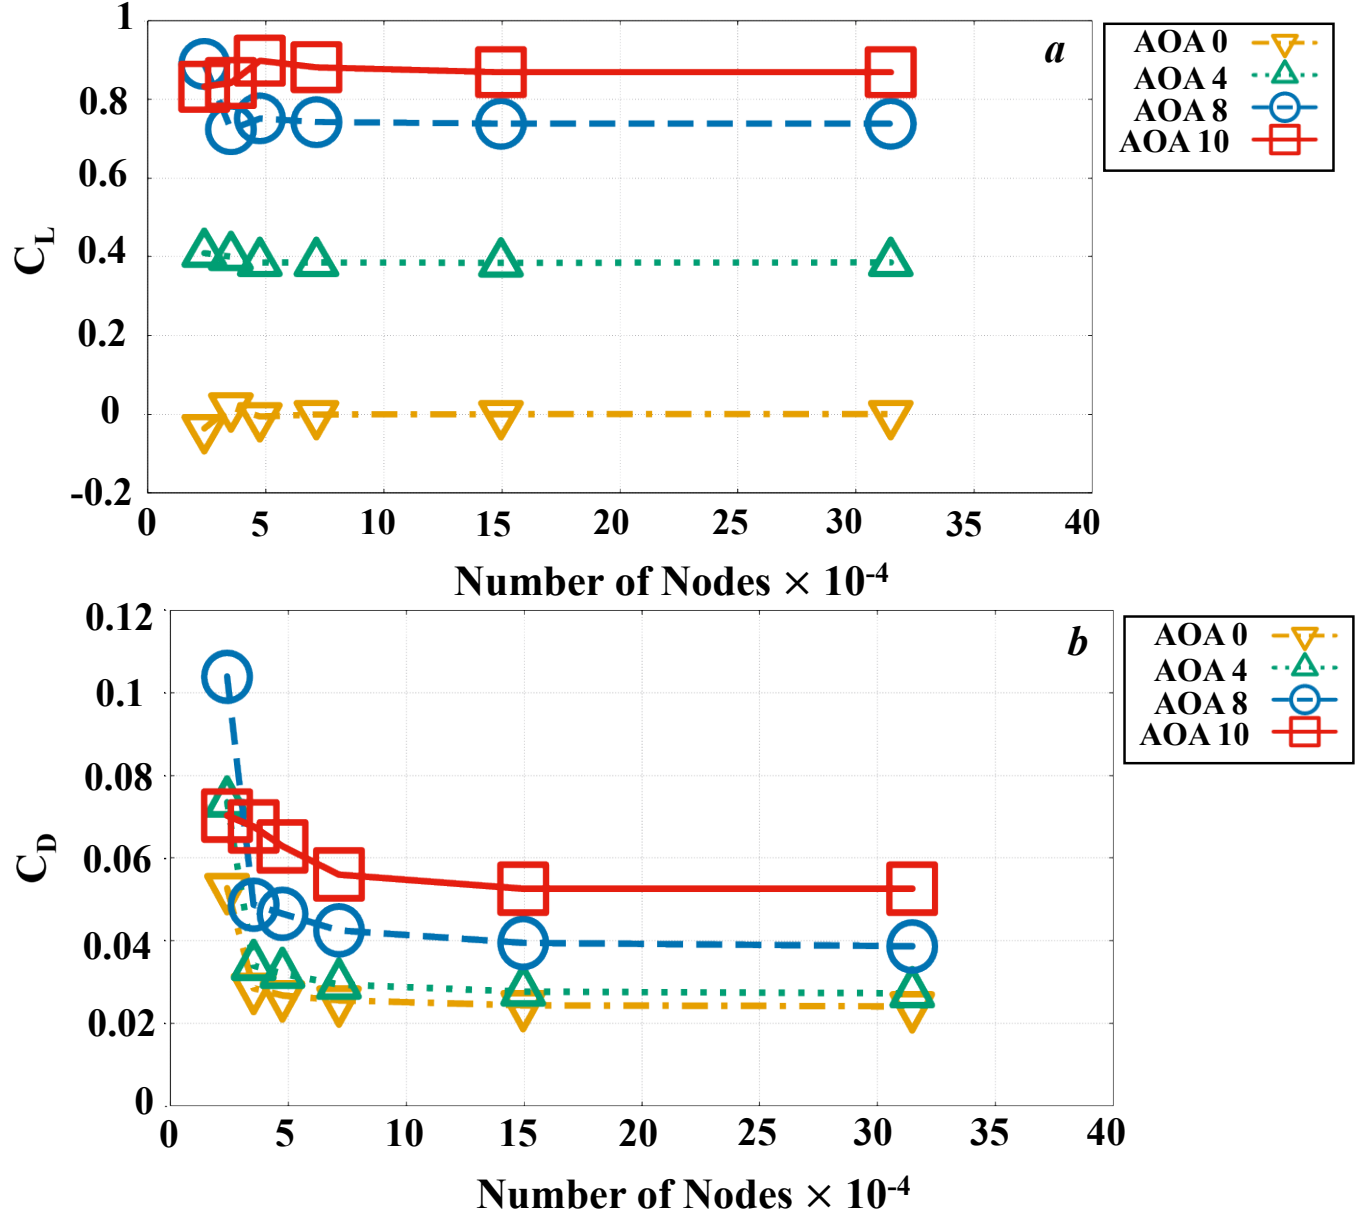 1
0.8
0.6
0.4
0.2
0
-0.2
C_L
0 5 10 15 20 25 30 35 40
Number of Nodes × 10^-4
a
AOA 0
AOA 4
AOA 8
AOA 10
0.12
0.1
0.08
0.06
0.04
0.02
0
C_D
0 5 10 15 20 25 30 35 40
Number of Nodes × 10^-4
b
AOA 0
AOA 4
AOA 8
AOA 10